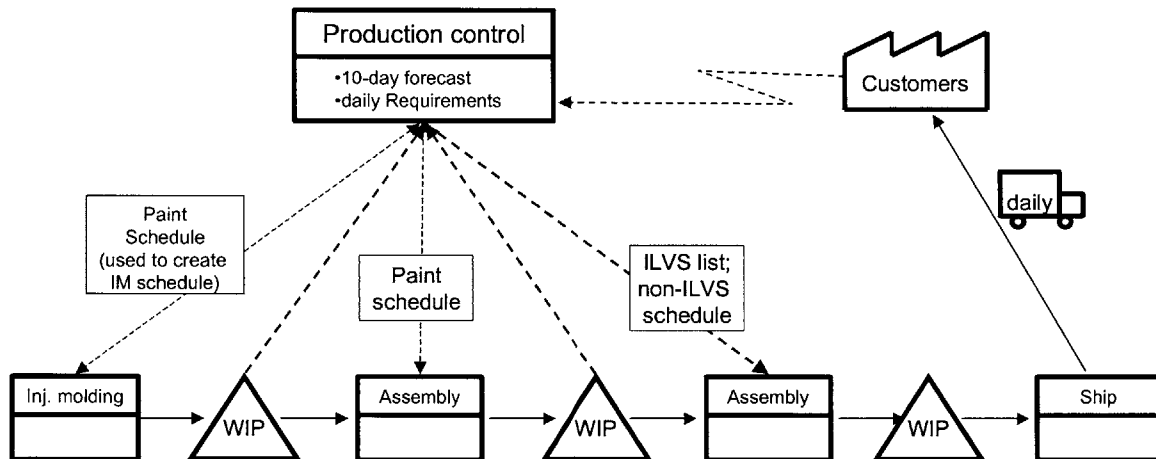 Production control
•10-day forecast
•daily Requirements
Customers
daily
Paint
Schedule
(used to create
IM schedule)
Paint
schedule
ILVS list;
non-ILVS
schedule
Inj. molding
WIP
Assembly
WIP
Assembly
WIP
Ship